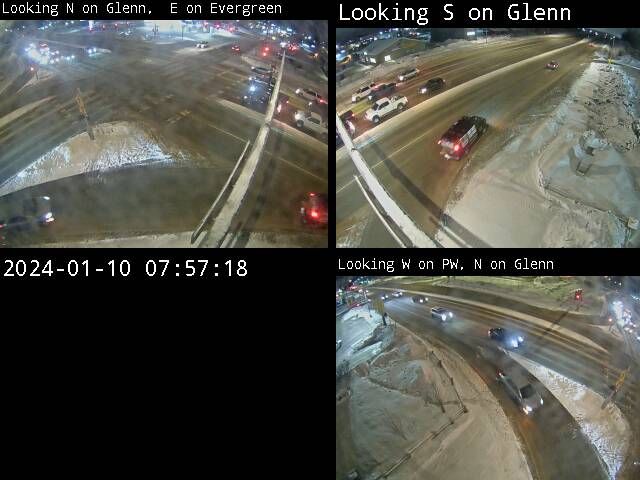 Looking N on Glenn,  E on Evergreen
Looking S on Glenn
2024-01-10 07:57:18
Looking W on PW, N on Glenn